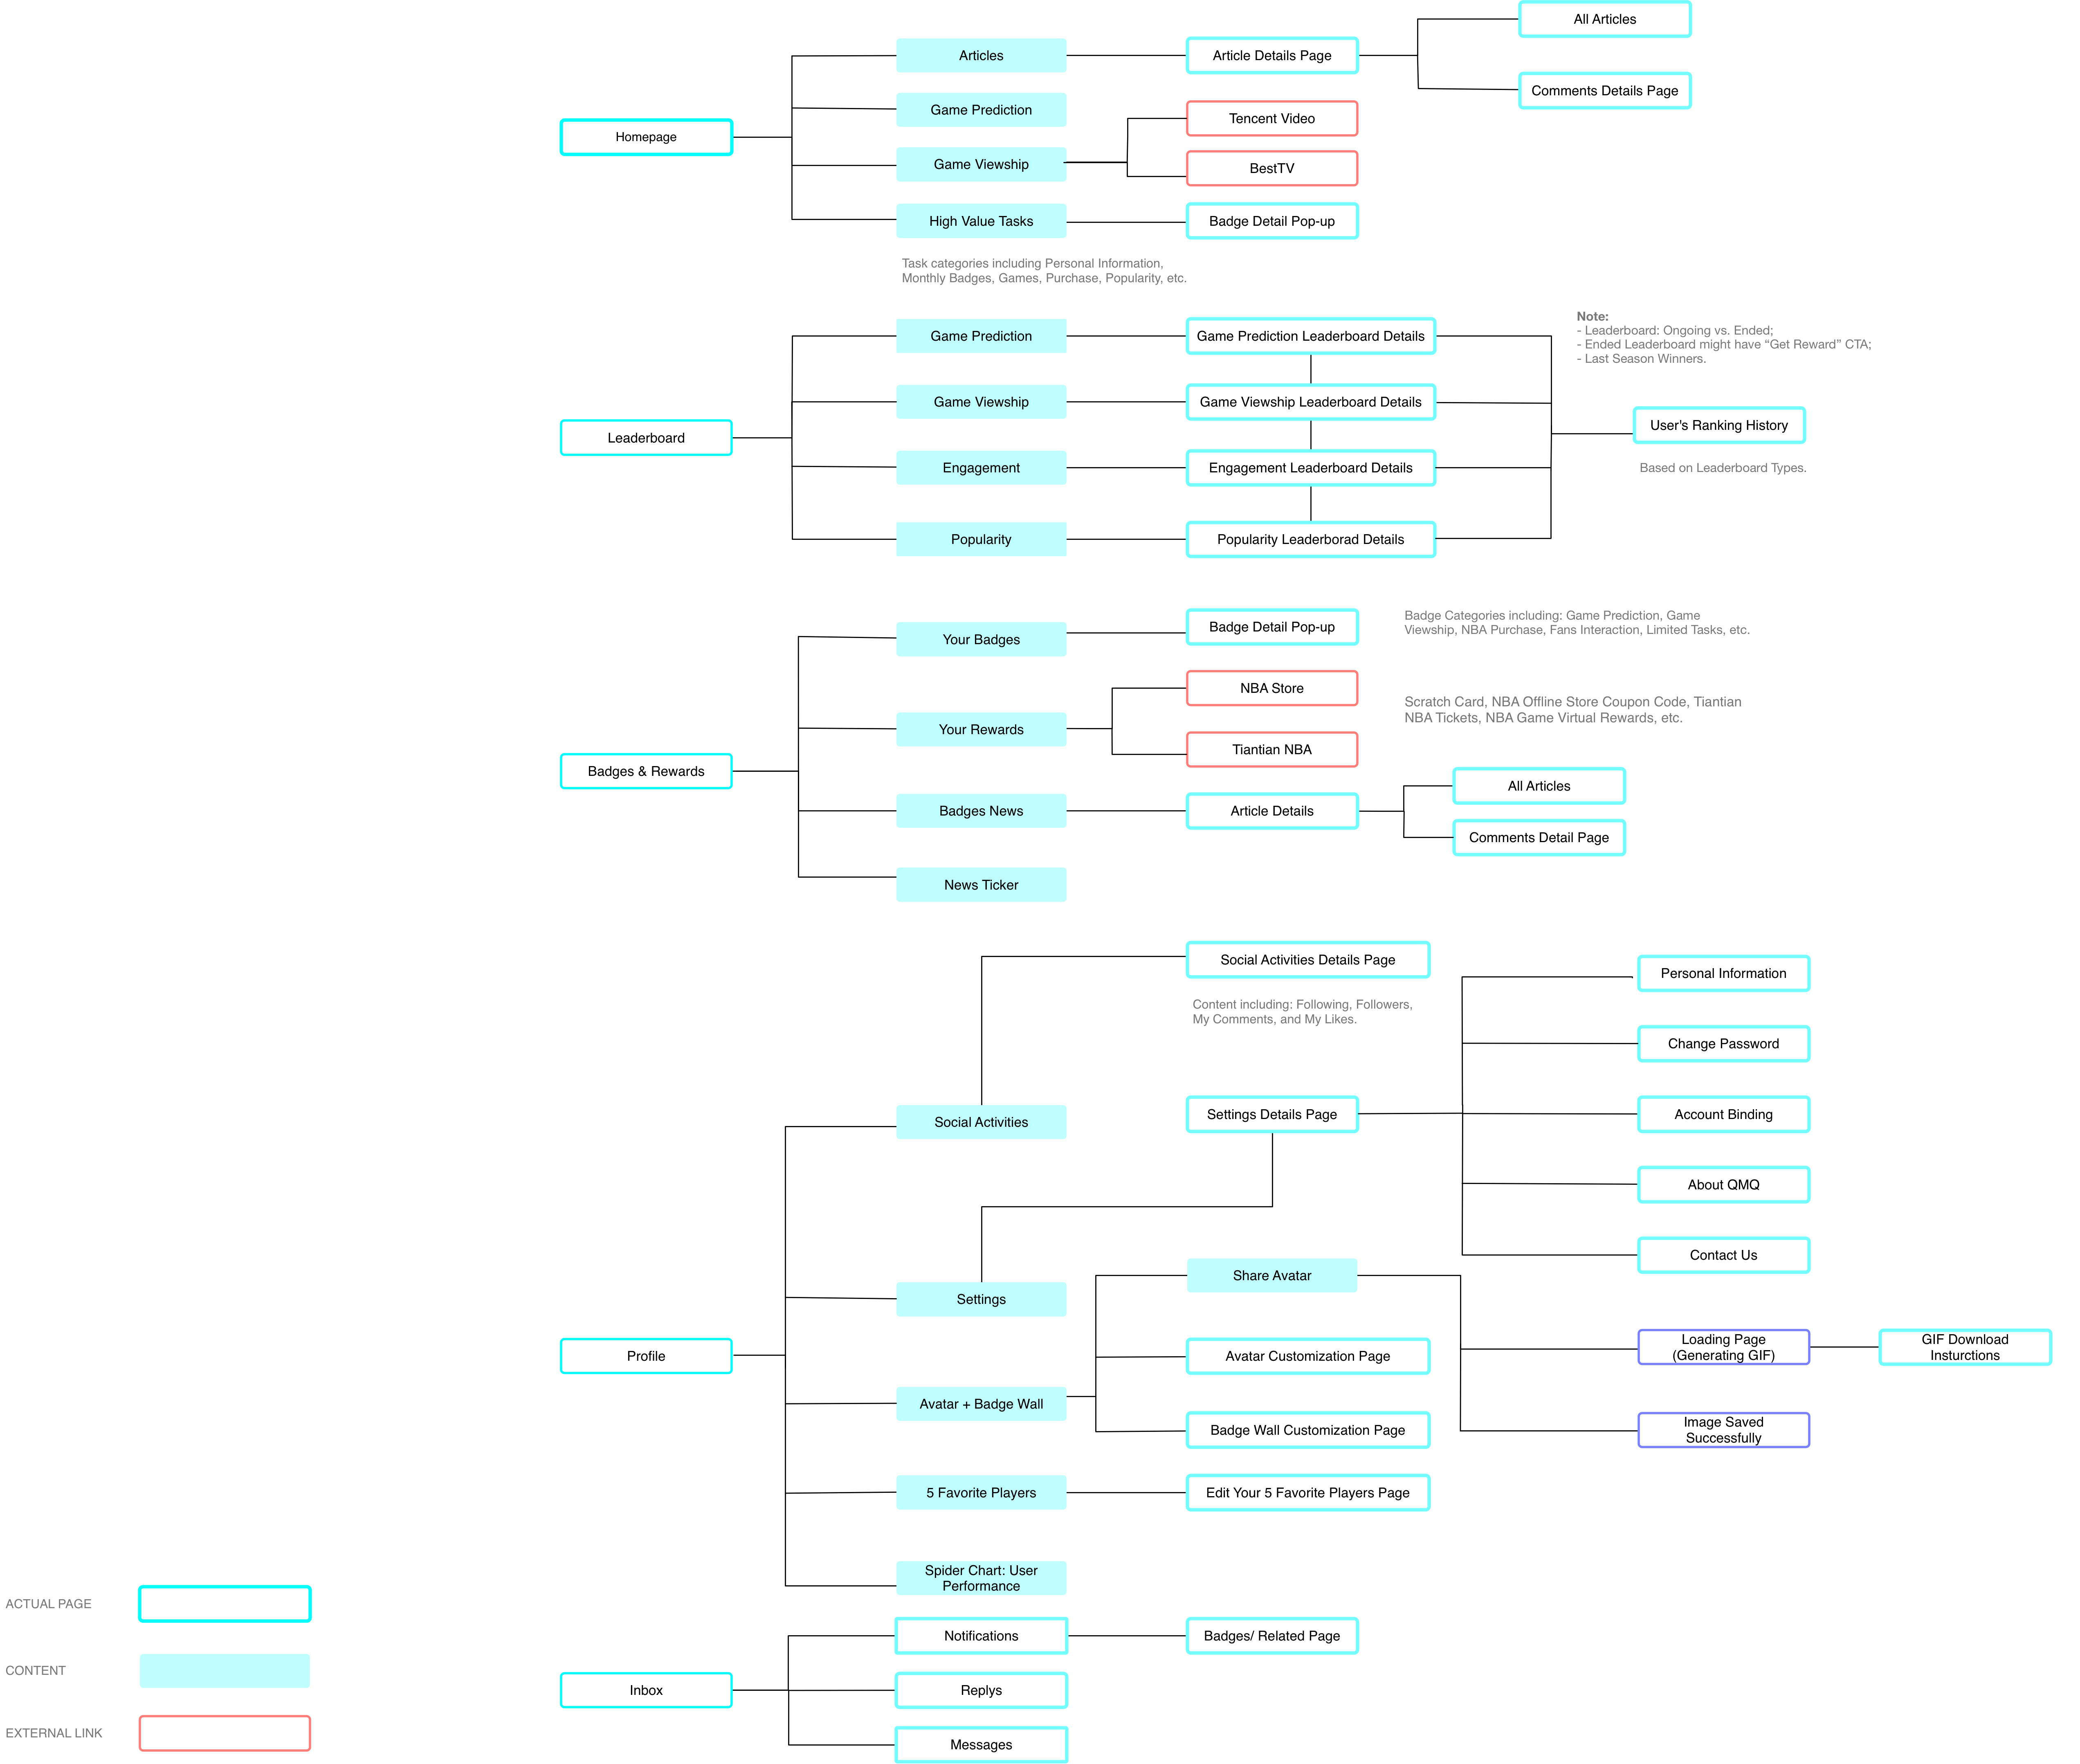 All Articles
Articles
Article Details Page
Comments Details Page
Game Prediction
Tencent Video
Homepage
Game Viewship
BestTV
High Value Tasks
Badge Detail Pop-up
Task categories including Personal Information,
Monthly Badges, Games, Purchase, Popularity, etc.
Note:
- Leaderboard: Ongoing vs. Ended;
- Ended Leaderboard might have “Get Reward” CTA;
- Last Season Winners.
Game Prediction
Game Prediction Leaderboard Details
Game Viewship
Game Viewship Leaderboard Details
User's Ranking History
Leaderboard
Engagement
Engagement Leaderboard Details
Based on Leaderboard Types.
Popularity
Popularity Leaderborad Details
Your Badges
Badge Detail Pop-up
Badge Categories including: Game Prediction, Game
Viewship, NBA Purchase, Fans Interaction, Limited Tasks, etc.
NBA Store
Scratch Card, NBA Offline Store Coupon Code, Tiantian
NBA Tickets, NBA Game Virtual Rewards, etc.
Your Rewards
Tiantian NBA
Badges & Rewards
All Articles
Badges News
Article Details
Comments Detail Page
News Ticker
Social Activities Details Page
Personal Information
Content including: Following, Followers,
My Comments, and My Likes.
Change Password
Social Activities
Settings Details Page
Account Binding
About QMQ
Contact Us
Share Avatar
Settings
Profile
Avatar Customization Page
Loading Page
(Generating GIF)
GIF Download
Insturctions
Avatar + Badge Wall
Badge Wall Customization Page
Image Saved
Successfully
5 Favorite Players
Edit Your 5 Favorite Players Page
Spider Chart: User
Performance
ACTUAL PAGE
Notifications
Badges/ Related Page
CONTENT
Inbox
Replys
EXTERNAL LINK
Messages